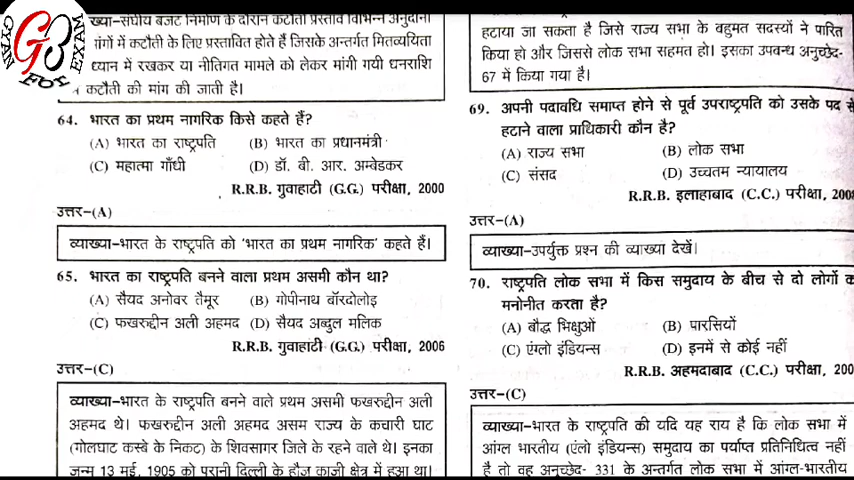 GYAN
GB
FOR
EXAM
ख्या–संघीय बजट निर्माण के दौरान कटौती प्रस्ताव विभिन्न अनुदानों
ांगों में कटौती के लिए प्रस्तावित होते हैं जिसके अन्तर्गत मितव्ययिता
ध्यान में रखकर या नीतिगत मामले को लेकर मांगी गयी धनराशि
कटौती की मांग की जाती है।
64. भारत का प्रथम नागरिक किसे कहते हैं?
(A) भारत का राष्ट्रपति (B) भारत का प्रधानमंत्री
(C) महात्मा गाँधी (D) डॉ. बी. आर. अम्बेडकर
R.R.B. गुवाहाटी (G.G.) परीक्षा, 2000
उत्तर–(A)
व्याख्या–भारत के राष्ट्रपति को 'भारत का प्रथम नागरिक' कहते हैं।
65. भारत का राष्ट्रपति बनने वाला प्रथम असमी कौन था?
(A) सैयद अनोवर तैमूर (B) गोपीनाथ बॉरदोलोइ
(C) फखरुद्दीन अली अहमद (D) सैयद अब्दुल मलिक
R.R.B. गुवाहाटी (G.G.) परीक्षा, 2006
उत्तर–(C)
व्याख्या–भारत के राष्ट्रपति बनने वाले प्रथम असमी फखरुद्दीन अली
अहमद थे। फखरुद्दीन अली अहमद असम राज्य के कचारी घाट
(गोलघाट कस्बे के निकट) के शिवसागर जिले के रहने वाले थे। इनका
जन्म 13 मई, 1905 को पुरानी दिल्ली के हौज काजी क्षेत्र में हुआ था।
हटाया जा सकता है जिसे राज्य सभा के बहुमत सदस्यों ने पारित
किया हो और जिससे लोक सभा सहमत हो। इसका उपबन्ध अनुच्छेद-
67 में किया गया है।
69. अपनी पदावधि समाप्त होने से पूर्व उपराष्ट्रपति को उसके पद से
हटाने वाला प्राधिकारी कौन है?
(A) राज्य सभा (B) लोक सभा
(C) संसद (D) उच्चतम न्यायालय
R.R.B. इलाहाबाद (C.C.) परीक्षा, 200
उत्तर–(A)
व्याख्या–उपर्युक्त प्रश्न की व्याख्या देखें।
70. राष्ट्रपति लोक सभा में किस समुदाय के बीच से दो लोगों क
मनोनीत करता है?
(A) बौद्ध भिक्षुओं (B) पारसियों
(C) एंग्लो इंडियन्स (D) इनमें से कोई नहीं
R.R.B. अहमदाबाद (C.C.) परीक्षा, 200
उत्तर–(C)
व्याख्या–भारत के राष्ट्रपति की यदि यह राय है कि लोक सभा में
आंग्ल भारतीय (एंलो इंडियन्स) समुदाय का पर्याप्त प्रतिनिधित्व नहीं
है तो वह अनुच्छेद- 331 के अन्तर्गत लोक सभा में आंग्ल-भारतीय